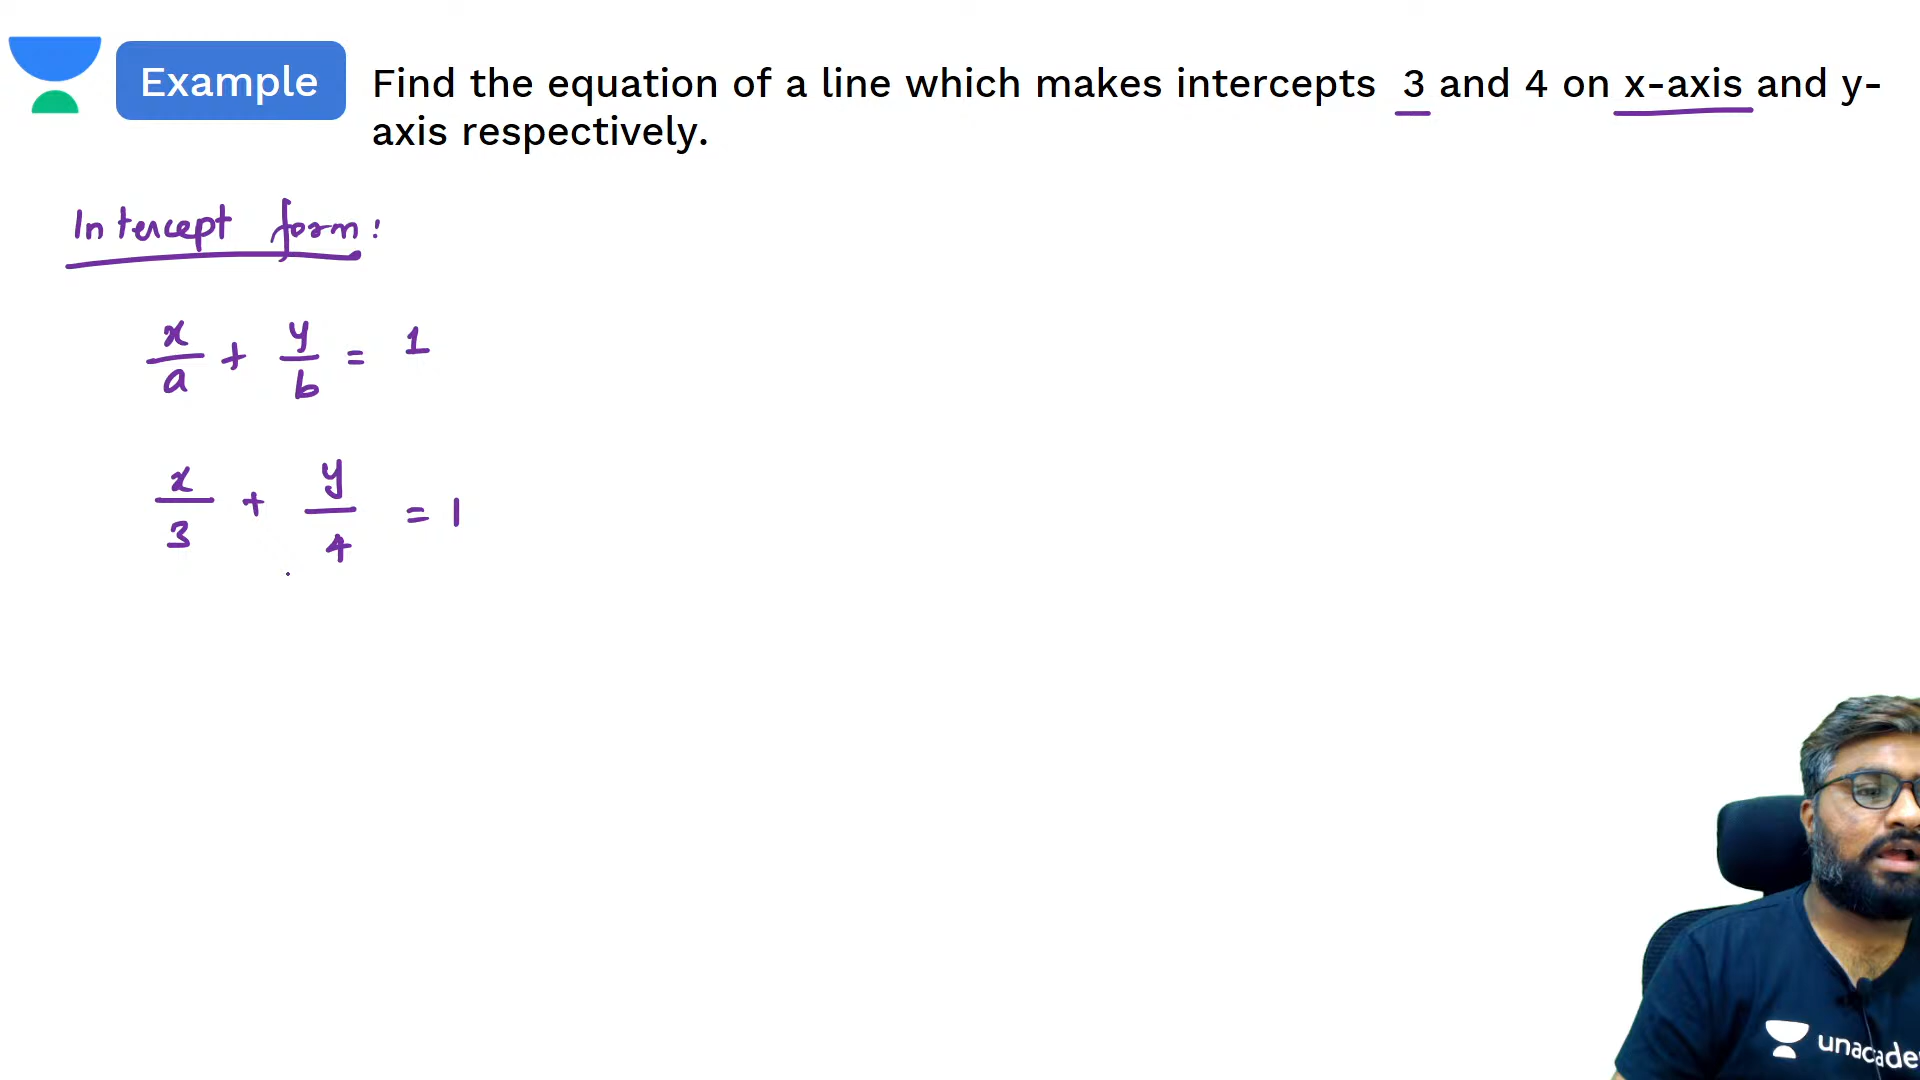 Example
Find the equation of a line which makes intercepts 3 and 4 on x-axis and y-
axis respectively.
Intercept form:
x/a + y/b = 1
x/3 + y/4 = 1